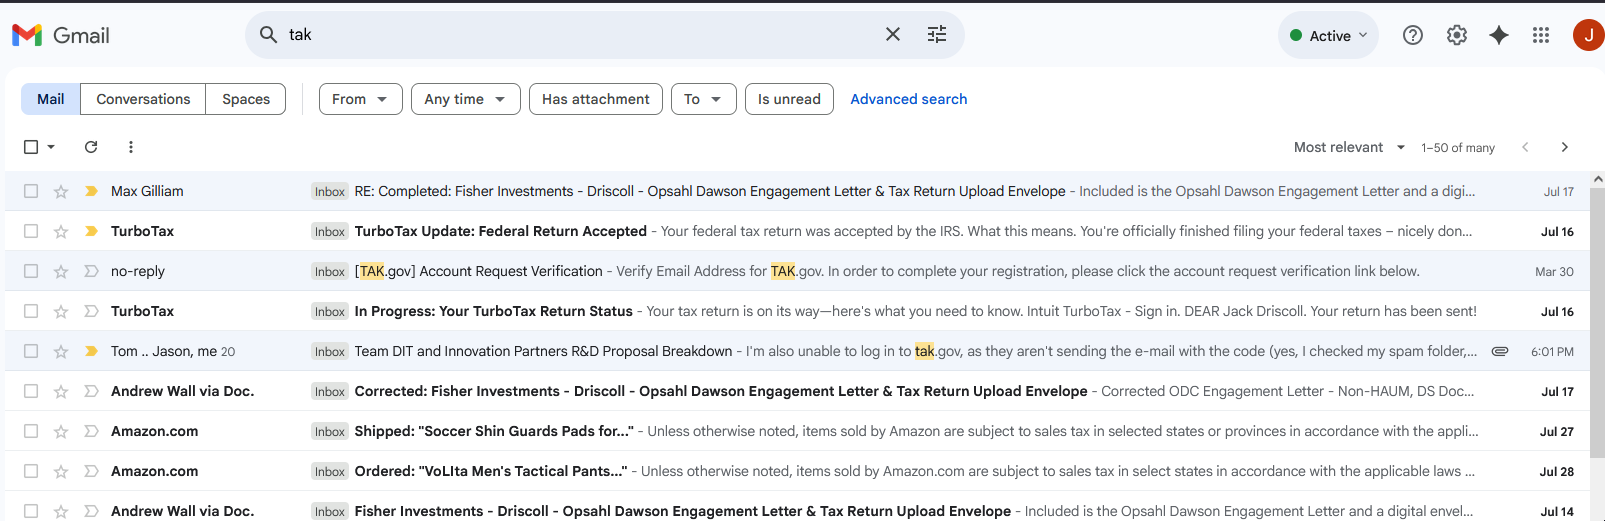 Gmail
tak
Active
J
Mail Conversations Spaces From Any time Has attachment To Is unread Advanced search
Most relevant 1–50 of many
Max Gilliam Inbox RE: Completed: Fisher Investments - Driscoll - Opsahl Dawson Engagement Letter & Tax Return Upload Envelope - Included is the Opsahl Dawson Engagement Letter and a digi... Jul 17
TurboTax Inbox TurboTax Update: Federal Return Accepted - Your federal tax return was accepted by the IRS. What this means. You're officially finished filing your federal taxes – nicely don... Jul 16
no-reply Inbox [TAK.gov] Account Request Verification - Verify Email Address for TAK.gov. In order to complete your registration, please click the account request verification link below. Mar 30
TurboTax Inbox In Progress: Your TurboTax Return Status - Your tax return is on its way—here's what you need to know. Intuit TurboTax - Sign in. DEAR Jack Driscoll. Your return has been sent! Jul 16
Tom .. Jason, me 20 Inbox Team DIT and Innovation Partners R&D Proposal Breakdown - I'm also unable to log in to tak.gov, as they aren't sending the e-mail with the code (yes, I checked my spam folder,... 6:01 PM
Andrew Wall via Doc. Inbox Corrected: Fisher Investments - Driscoll - Opsahl Dawson Engagement Letter & Tax Return Upload Envelope - Corrected ODC Engagement Letter - Non-HAUM, DS Doc... Jul 17
Amazon.com Inbox Shipped: "Soccer Shin Guards Pads for..." - Unless otherwise noted, items sold by Amazon are subject to sales tax in selected states or provinces in accordance with the appli... Jul 27
Amazon.com Inbox Ordered: "VoLIta Men's Tactical Pants..." - Unless otherwise noted, items sold by Amazon.com are subject to sales tax in select states in accordance with the applicable laws ... Jul 28
Andrew Wall via Doc. Inbox Fisher Investments - Driscoll - Opsahl Dawson Engagement Letter & Tax Return Upload Envelope - Included is the Opsahl Dawson Engagement Letter and a digital envel... Jul 14